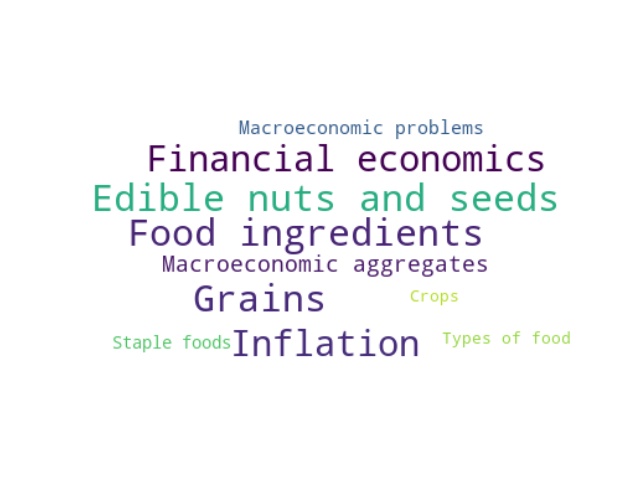 Macroeconomic problems
Financial economics
Edible nuts and seeds
Food ingredients
Macroeconomic aggregates
Grains
Crops
Staple foods
Inflation
Types of food